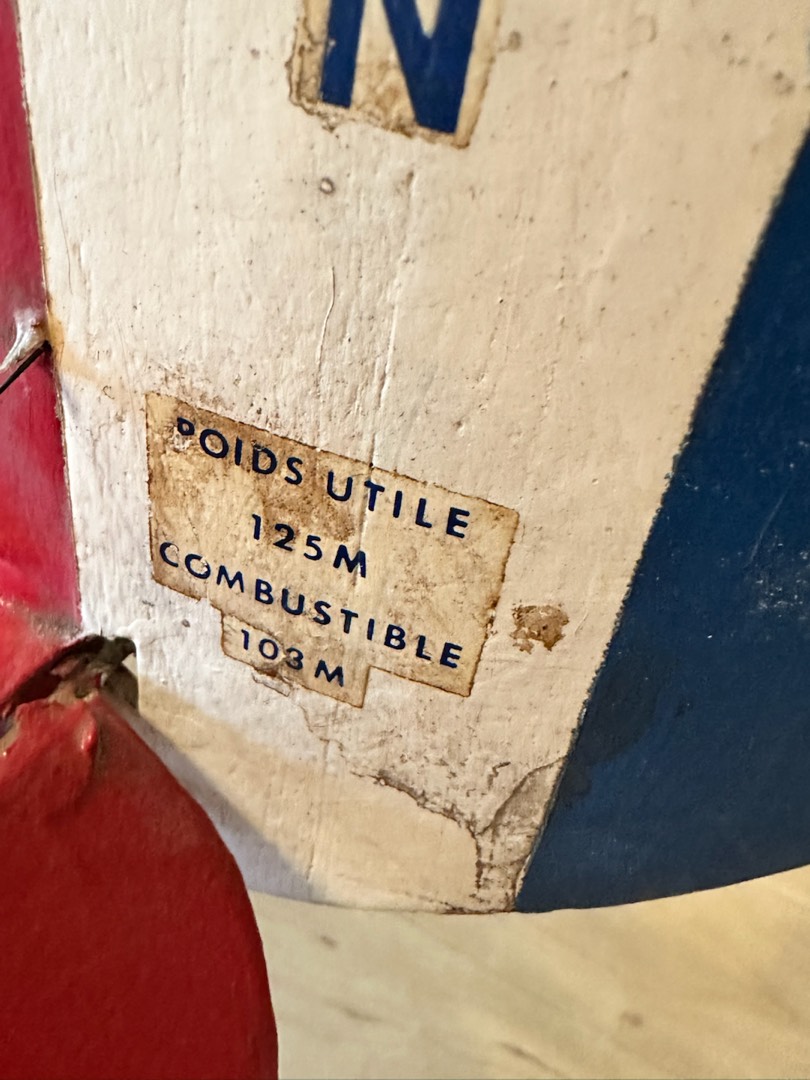 N
POIDS UTILE
125M
COMBUSTIBLE
103M